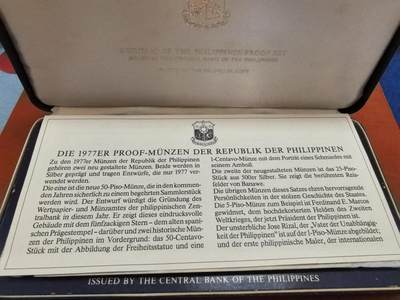 REPUBLIC OF THE PHILIPPINES PROOF SET
DIE 1977ER PROOF-MÜNZEN DER REPUBLIK DER PHILIPPINEN
Zu den 1977er Münzen der Republik der Philippinen
gehören zwei neu gestaltete Münzen. Beide werden in
Silber geprägt und tragen Entwürfe, die nur 1977 ver-
wendet werden.
Die eine ist die neue 50-Piso-Münze, die in den kommen-
den Jahren sicherlich zu einem begehrten Sammlerstück
werden wird. Der Entwurf würdigt die Gründung des
Wertpapier- und Münzamtes der philippinischen Zen-
tralbank in diesem Jahr. Er zeigt dieses eindrucksvolle
Gebäude mit dem fünfzackigen Stern – dem alten spani-
schen Prägestempel – darüber und zwei historische Mün-
zen der Philippinen im Vordergrund: das 50-Centavo-
Stück mit der Abbildung der Freiheitsstatue und eine
1-Centavo-Münze mit dem Porträt eines Schmiedes mit
seinem Amboß.
Die zweite der neugestalteten Münzen ist das 25-Piso-
Stück aus 500er Silber. Sie zeigt die berühmten Reis-
felder von Banawe.
Die übrigen Münzen dieses Satzes ehren hervorragende
Persönlichkeiten in der stolzen Geschichte des Landes.
Die 5-Piso-Münze zum Beispiel ist Ferdinand E. Marcos
gewidmet, dem hochdekorierten Helden des Zweiten
Weltkrieges, der jetzt Präsident der Philippinen ist.
Der unsterbliche Jose Rizal, der "Vater der Unabhängig-
keit der Philippinen" ist auf der 1-Piso-Münze abgebildet;
und der erste philippinische Maler, der internationalen
ISSUED BY THE CENTRAL BANK OF THE PHILIPPINES